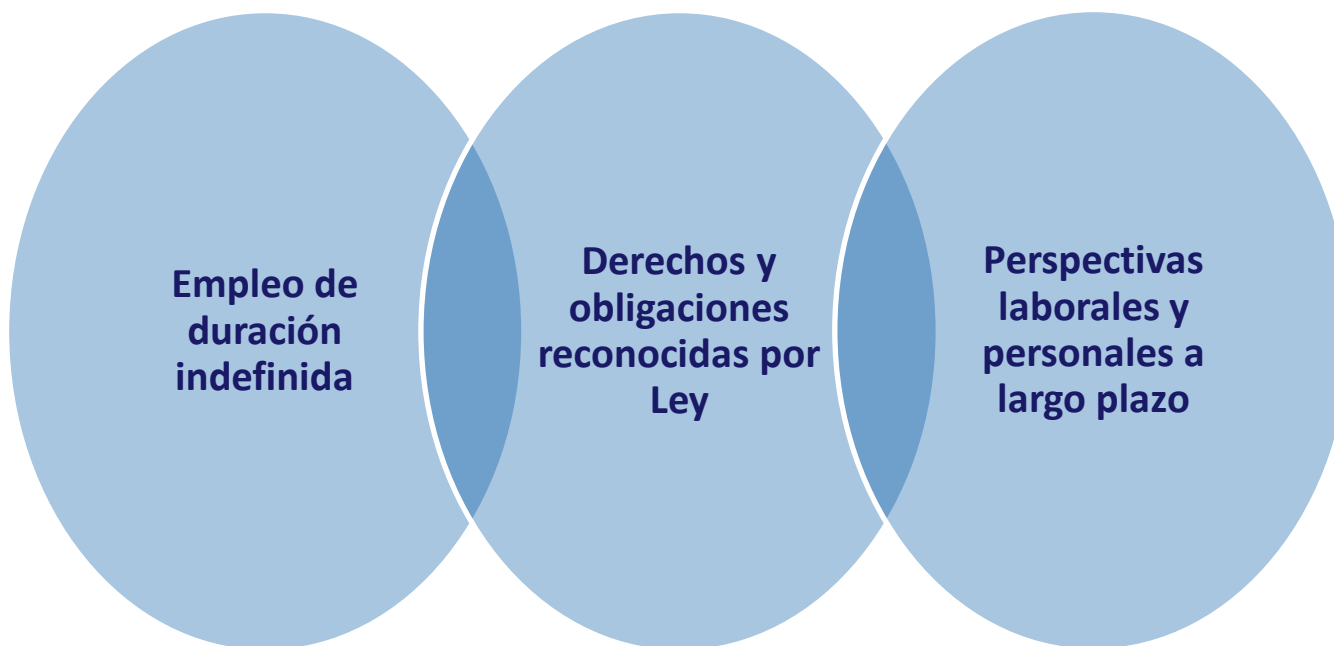 Empleo de
duración
indefinida
Derechos y
obligaciones
reconocidas por
Ley
Perspectivas
laborales y
personales a
largo plazo